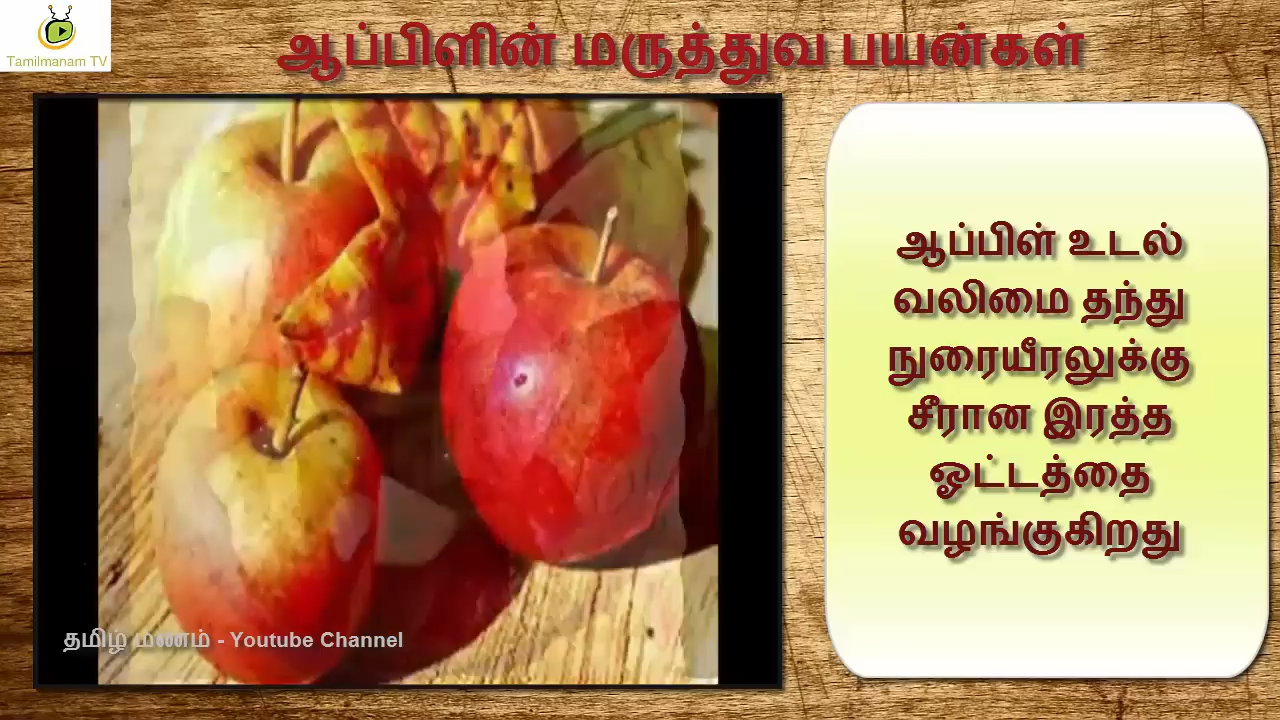 Tamilmanam TV
ஆப்பிளின் மருத்துவ பயன்கள்
ஆப்பிள் உடல்
வலிமை தந்து
நுரையீரலுக்கு
சீரான இரத்த
ஓட்டத்தை
வழங்குகிறது
தமிழ் மணம் - Youtube Channel